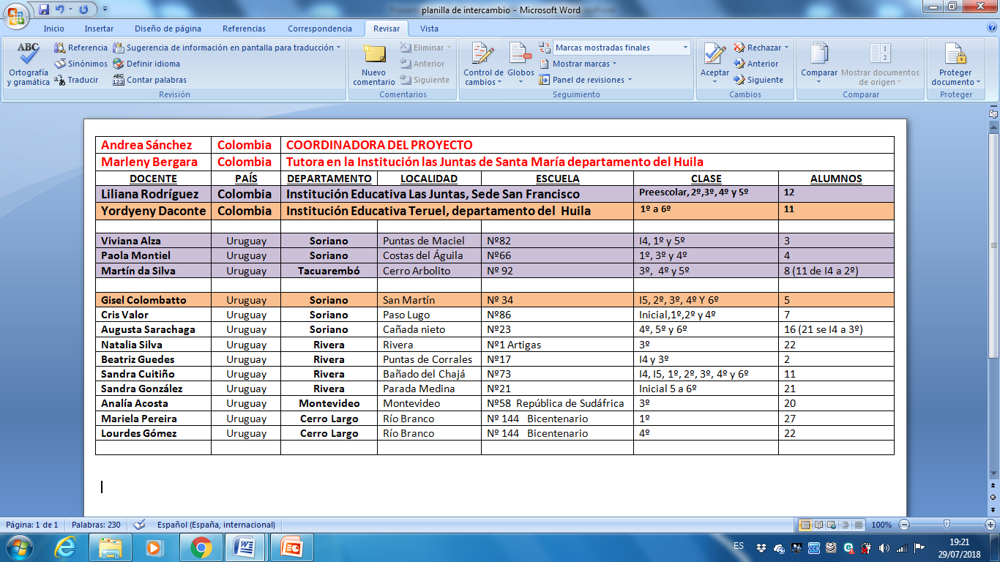 planilla de intercambio - Microsoft Word
Inicio Insertar Diseño de página Referencias Correspondencia Revisar Vista
ABC Ortografía y gramática
Referencia
Sinónimos
Traducir
Sugerencia de información en pantalla para traducción
Definir idioma
Contar palabras
Revisión
Nuevo comentario
Eliminar
Anterior
Siguiente
Comentarios
Control de cambios
Globos
Marcas mostradas finales
Mostrar marcas
Panel de revisiones
Seguimiento
Aceptar
Rechazar
Anterior
Siguiente
Cambios
Comparar
Mostrar documentos de origen
Comparar
Proteger documento
Proteger
Andrea Sánchez Colombia COORDINADORA DEL PROYECTO
Marleny Bergara Colombia Tutora en la Institución las Juntas de Santa María departamento del Huila
DOCENTE PAÍS DEPARTAMENTO LOCALIDAD ESCUELA CLASE ALUMNOS
Liliana Rodríguez Colombia Institución Educativa Las Juntas, Sede San Francisco Preescolar, 2º,3º, 4º y 5º 12
Yordyeny Daconte Colombia Institución Educativa Teruel, departamento del Huila 1º a 6º 11
Viviana Alza Uruguay Soriano Puntas de Maciel Nº82 I4, 1º y 5º 3
Paola Montiel Uruguay Soriano Costas del Águila Nº66 1º, 3º y 4º 4
Martín da Silva Uruguay Tacuarembó Cerro Arbolito Nº 92 3º, 4º y 5º 8 (11 de I4 a 2º)
Gisel Colombatto Uruguay Soriano San Martín Nº 34 I5, 2º, 3º, 4º Y 6º 5
Cris Valor Uruguay Soriano Paso Lugo Nº86 Inicial,1º,2º y 4º 7
Augusta Sarachaga Uruguay Soriano Cañada nieto Nº23 4º, 5º y 6º 16 (21 se I4 a 3º)
Natalia Silva Uruguay Rivera Rivera Nº1 Artigas 3º 22
Beatriz Guedes Uruguay Rivera Puntas de Corrales Nº17 I4 y 3º 2
Sandra Cuitiño Uruguay Rivera Bañado del Chajá Nº73 I4, I5, 1º, 2º, 3º, 4º y 6º 11
Sandra González Uruguay Rivera Parada Medina Nº21 Inicial 5 a 6º 21
Analía Acosta Uruguay Montevideo Montevideo Nº58 República de Sudáfrica 3º 20
Mariela Pereira Uruguay Cerro Largo Río Branco Nº 144 Bicentenario 1º 27
Lourdes Gómez Uruguay Cerro Largo Río Branco Nº 144 Bicentenario 4º 22
Página: 1 de 1 Palabras: 230 Español (España, internacional) 100%
ES 19:21
29/07/2018